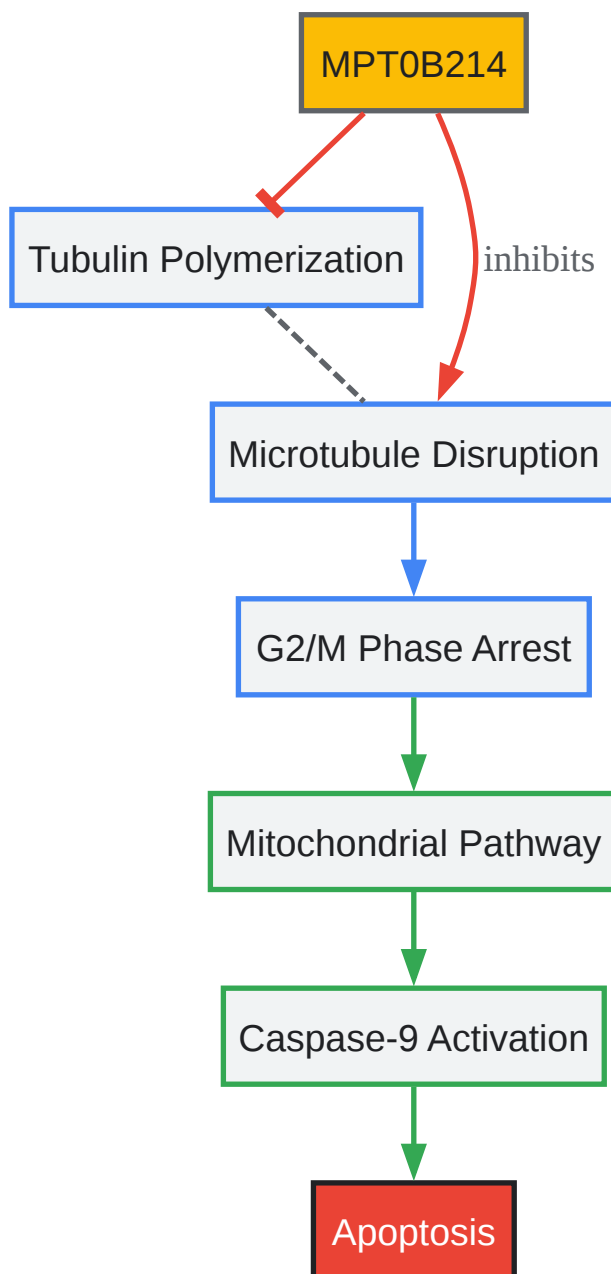 MPT0B214
Tubulin Polymerization
inhibits
Microtubule Disruption
G2/M Phase Arrest
Mitochondrial Pathway
Caspase-9 Activation
Apoptosis